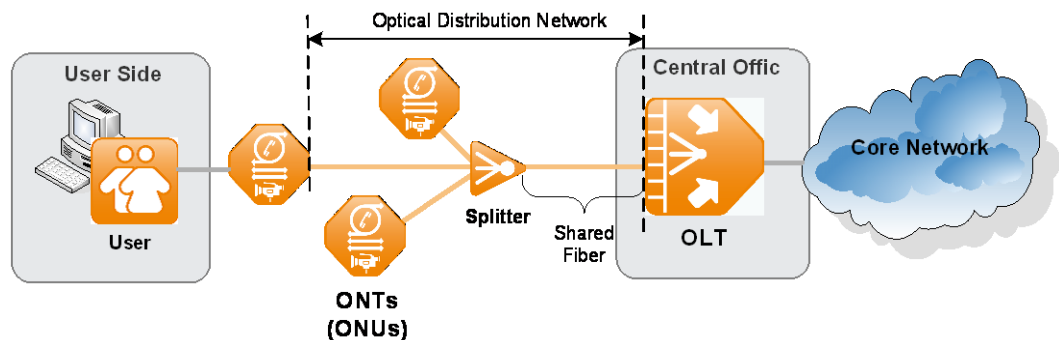 Optical Distribution Network
User Side
Central Offic
Core Network
User
Splitter
Shared
Fiber
OLT
ONTs
(ONUs)